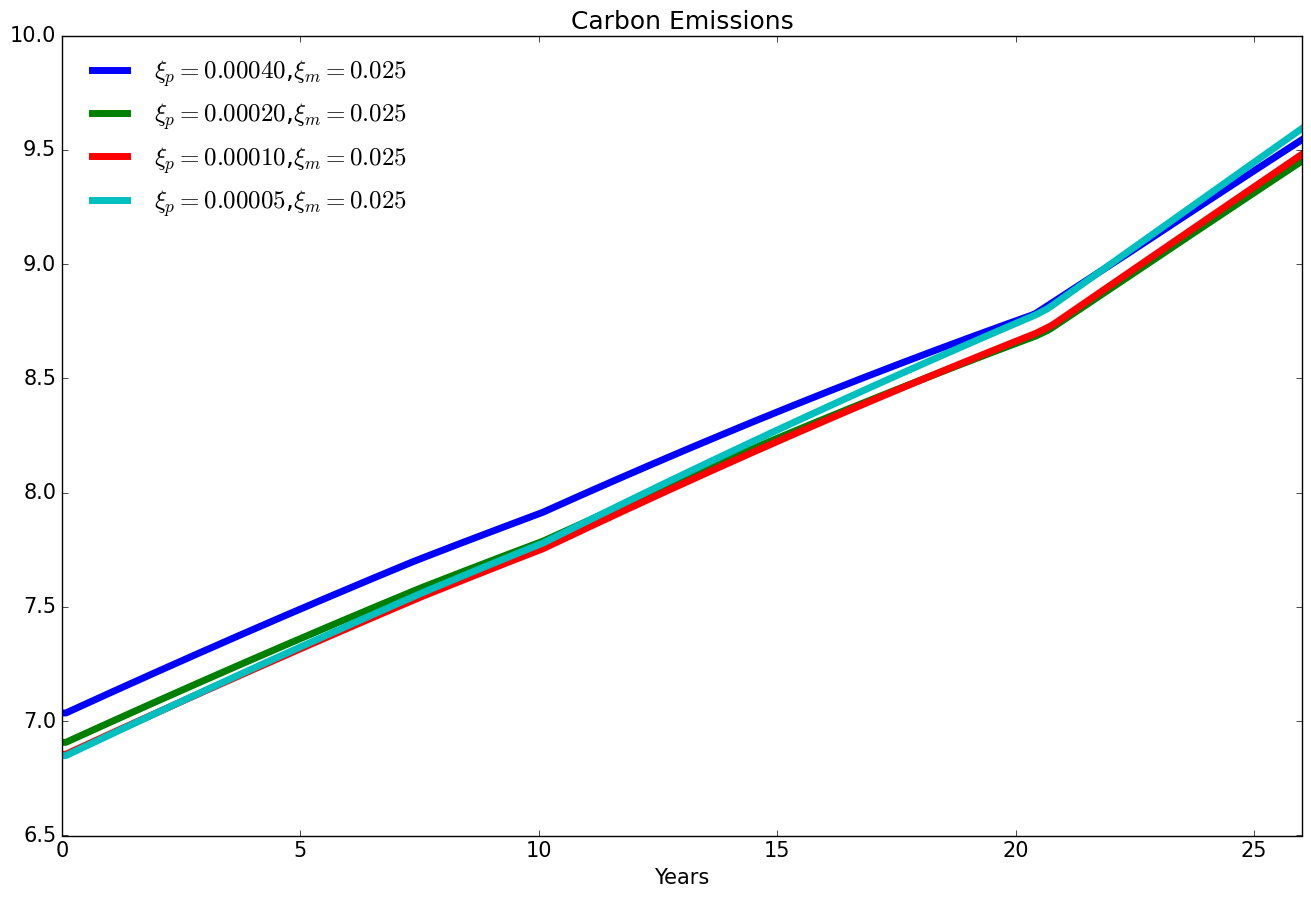 Carbon Emissions
10.0
9.5
9.0
8.5
8.0
7.5
7.0
6.5
ξₚ = 0.00040,ξₘ = 0.025
ξₚ = 0.00020,ξₘ = 0.025
ξₚ = 0.00010,ξₘ = 0.025
ξₚ = 0.00005,ξₘ = 0.025
0 5 10 15 20 25
Years